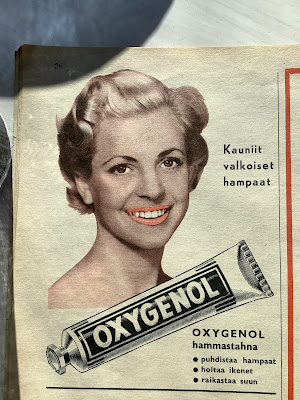 26
Kauniit
valkoiset
hampaat
OXYGENOL
OXYGENOL
hammastahna
• puhdistaa hampaat
• hoitaa ikenet
• raikastaa suun